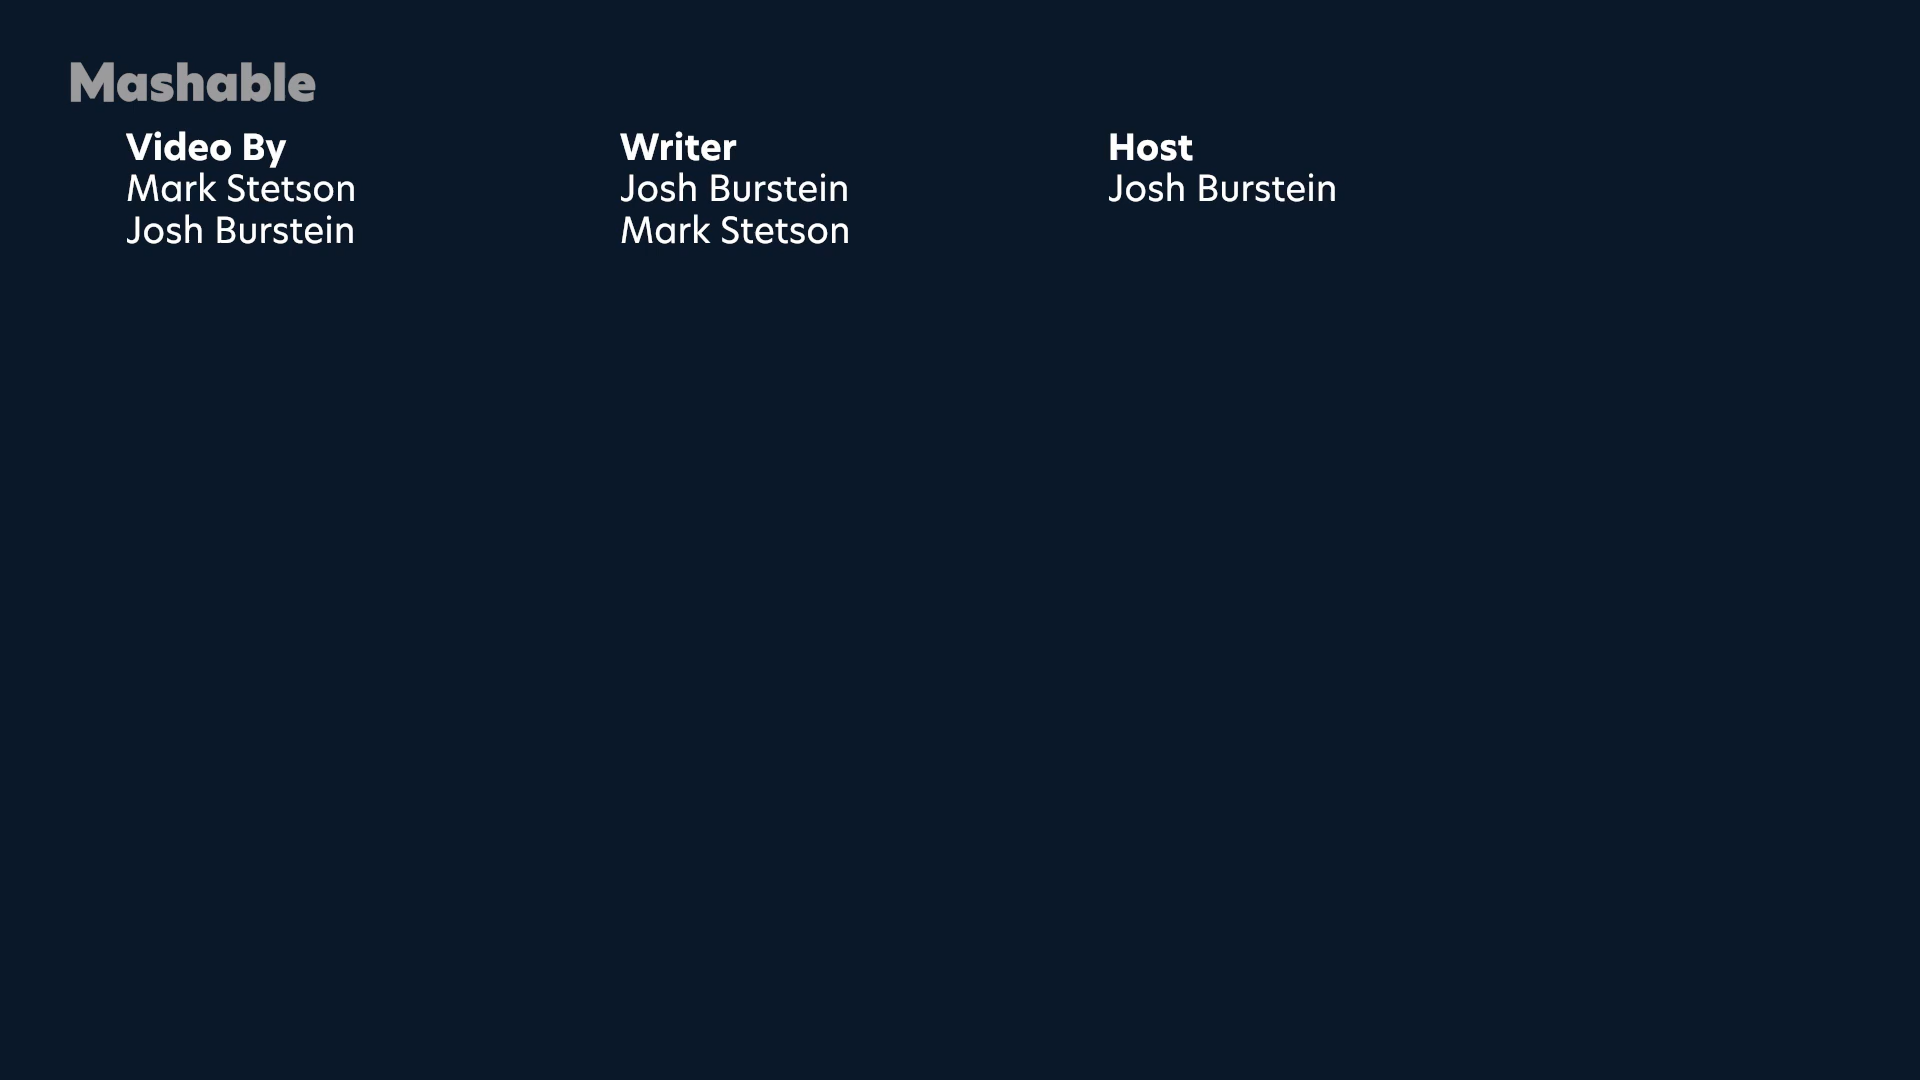 Mashable
Video By
Mark Stetson
Josh Burstein
Writer
Josh Burstein
Mark Stetson
Host
Josh Burstein